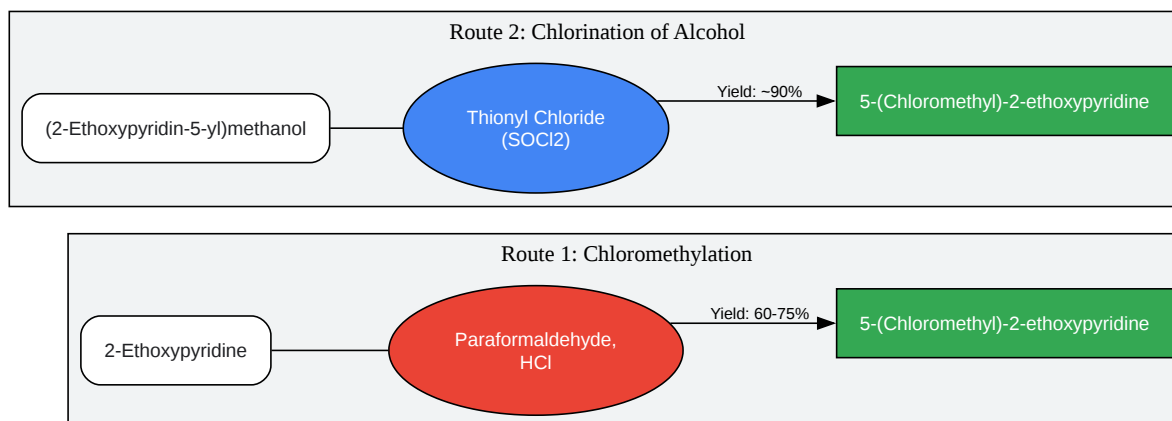 Route 2: Chlorination of Alcohol
(2-Ethoxypyridin-5-yl)methanol
Thionyl Chloride
(SOCl2)
Yield: ~90%
5-(Chloromethyl)-2-ethoxypyridine
Route 1: Chloromethylation
2-Ethoxypyridine
Paraformaldehyde,
HCl
Yield: 60-75%
5-(Chloromethyl)-2-ethoxypyridine